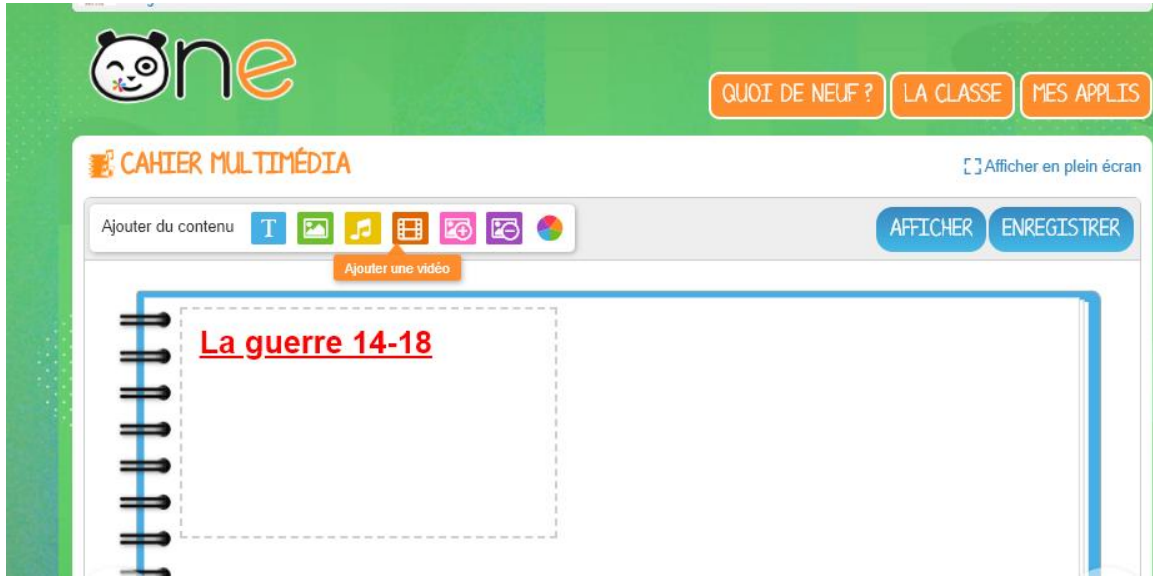 One
QUOI DE NEUF ?
LA CLASSE
MES APPLIS
CAHIER MULTIMÉDIA
Afficher en plein écran
Ajouter du contenu
T
AFFICHER
ENREGISTRER
Ajouter une vidéo
La guerre 14-18